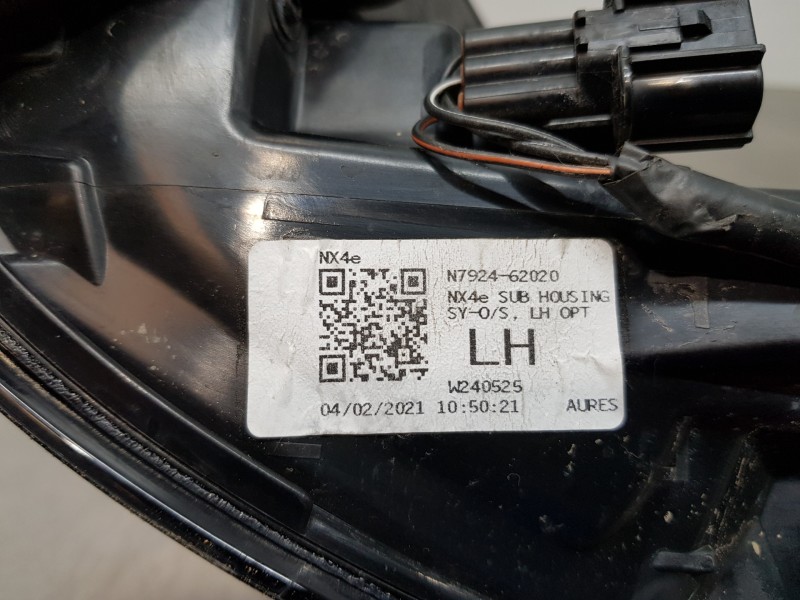 NX4e
N7924-62020
NX4e SUB HOUSING
SY-O/S, LH OPT
LH
W240525
04/02/2021 10:50:21 AURES